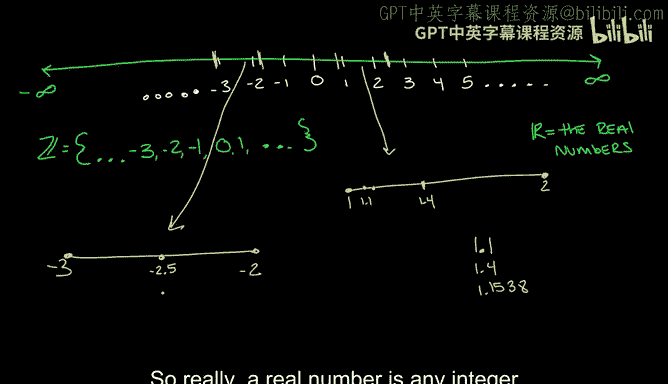 GPT中英字幕课程资源@bilibili.com
GPT中英字幕课程资源 bilibili
-∞ ..... -3 -2 -1 0 1 2 3 4 5 ..... ∞
ℤ = { ... -3, -2, -1, 0, 1, ... }
ℝ = THE REAL
NUMBERS
1 1.1 1.4 2
-3 -2.5 -2
1.1
1.4
1.1538
So really, a real number is any integer